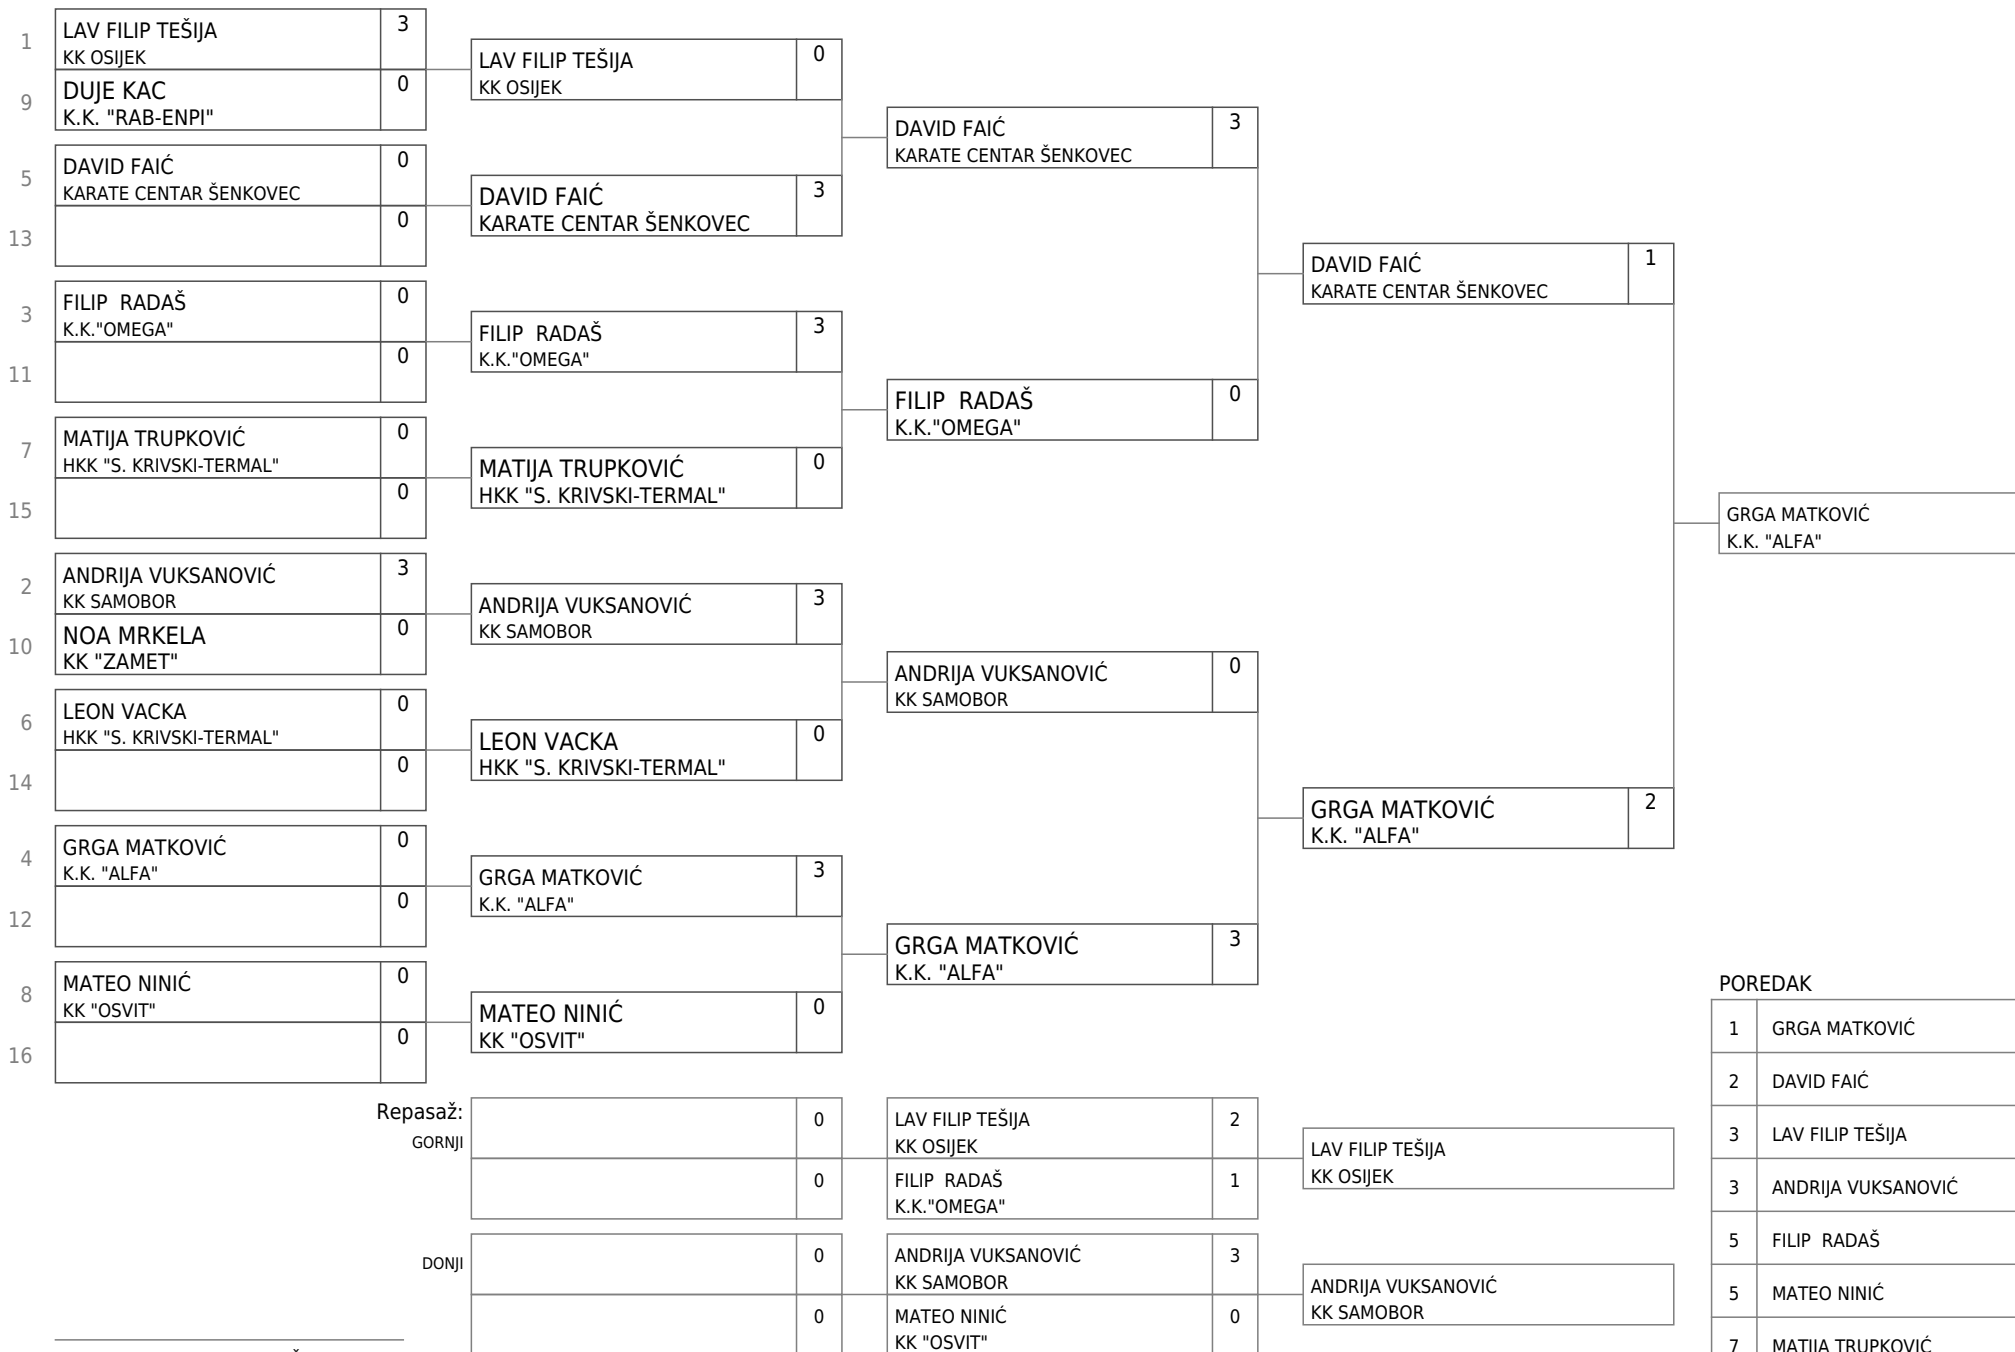 1
LAV FILIP TEŠIJA 3
KK OSIJEK
9
DUJE KAC 0
K.K. "RAB-ENPI"
5
DAVID FAIĆ 0
KARATE CENTAR ŠENKOVEC
13
0
3
FILIP  RADAŠ 0
K.K."OMEGA"
11
0
7
MATIJA TRUPKOVIĆ 0
HKK "S. KRIVSKI-TERMAL"
15
0
2
ANDRIJA VUKSANOVIĆ 3
KK SAMOBOR
10
NOA MRKELA 0
KK "ZAMET"
6
LEON VACKA 0
HKK "S. KRIVSKI-TERMAL"
14
0
4
GRGA MATKOVIĆ 0
K.K. "ALFA"
12
0
8
MATEO NINIĆ 0
KK "OSVIT"
16
0
LAV FILIP TEŠIJA 0
KK OSIJEK
DAVID FAIĆ 3
KARATE CENTAR ŠENKOVEC
FILIP  RADAŠ 3
K.K."OMEGA"
MATIJA TRUPKOVIĆ 0
HKK "S. KRIVSKI-TERMAL"
ANDRIJA VUKSANOVIĆ 3
KK SAMOBOR
LEON VACKA 0
HKK "S. KRIVSKI-TERMAL"
GRGA MATKOVIĆ 3
K.K. "ALFA"
MATEO NINIĆ 0
KK "OSVIT"
DAVID FAIĆ 3
KARATE CENTAR ŠENKOVEC
FILIP  RADAŠ 0
K.K."OMEGA"
ANDRIJA VUKSANOVIĆ 0
KK SAMOBOR
GRGA MATKOVIĆ 3
K.K. "ALFA"
DAVID FAIĆ 1
KARATE CENTAR ŠENKOVEC
GRGA MATKOVIĆ 2
K.K. "ALFA"
GRGA MATKOVIĆ
K.K. "ALFA"
Repasaž:
GORNJI
0
0
LAV FILIP TEŠIJA 2
KK OSIJEK
FILIP  RADAŠ 1
K.K."OMEGA"
LAV FILIP TEŠIJA
KK OSIJEK
DONJI
0
0
ANDRIJA VUKSANOVIĆ 3
KK SAMOBOR
MATEO NINIĆ 0
KK "OSVIT"
ANDRIJA VUKSANOVIĆ
KK SAMOBOR
POREDAK
1 GRGA MATKOVIĆ
2 DAVID FAIĆ
3 LAV FILIP TEŠIJA
3 ANDRIJA VUKSANOVIĆ
5 FILIP  RADAŠ
5 MATEO NINIĆ
7 MATIJA TRUPKOVIĆ